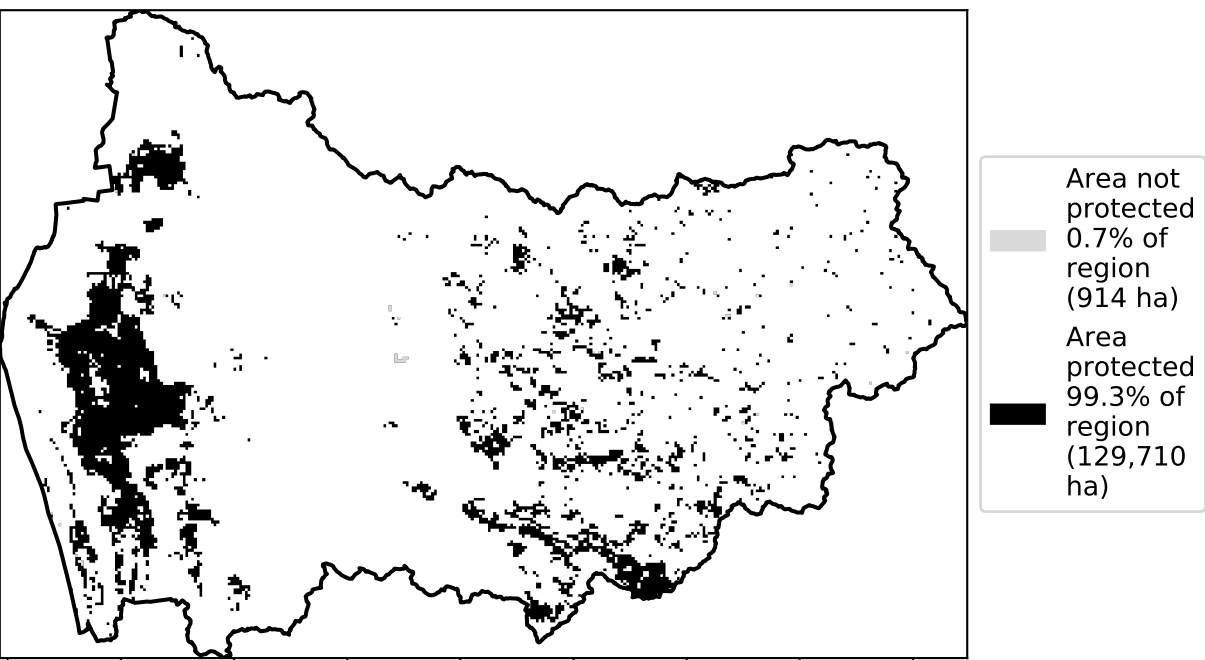 Area not
protected
0.7% of
region
(914 ha)
Area
protected
99.3% of
region
(129,710
ha)